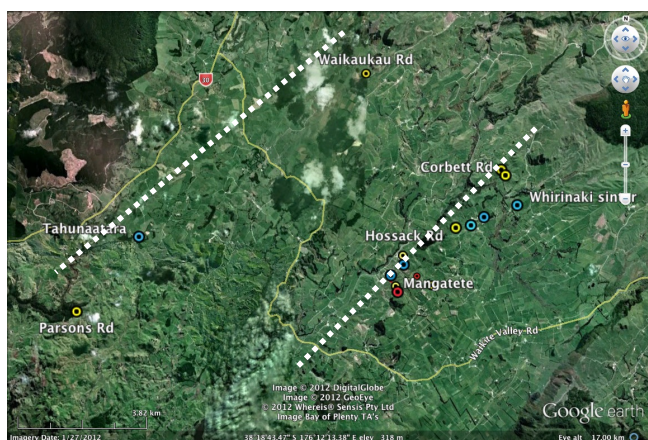 N
Waikaukau Rd
30
Corbett Rd
Whirinaki sinter
Tahunaatara
Hossack Rd
Mangatete
Parsons Rd
Waikite Valley Rd
Image © 2012 DigitalGlobe
Image © 2012 GeoEye
© 2012 Whereis® Sensis Pty Ltd
Image Bay of Plenty TA's
Google earth
3.82 km
Imagery Date: 1/27/2012
38°18'43.47" S 176°12'13.38" E elev 318 m
Eye alt 17.00 km